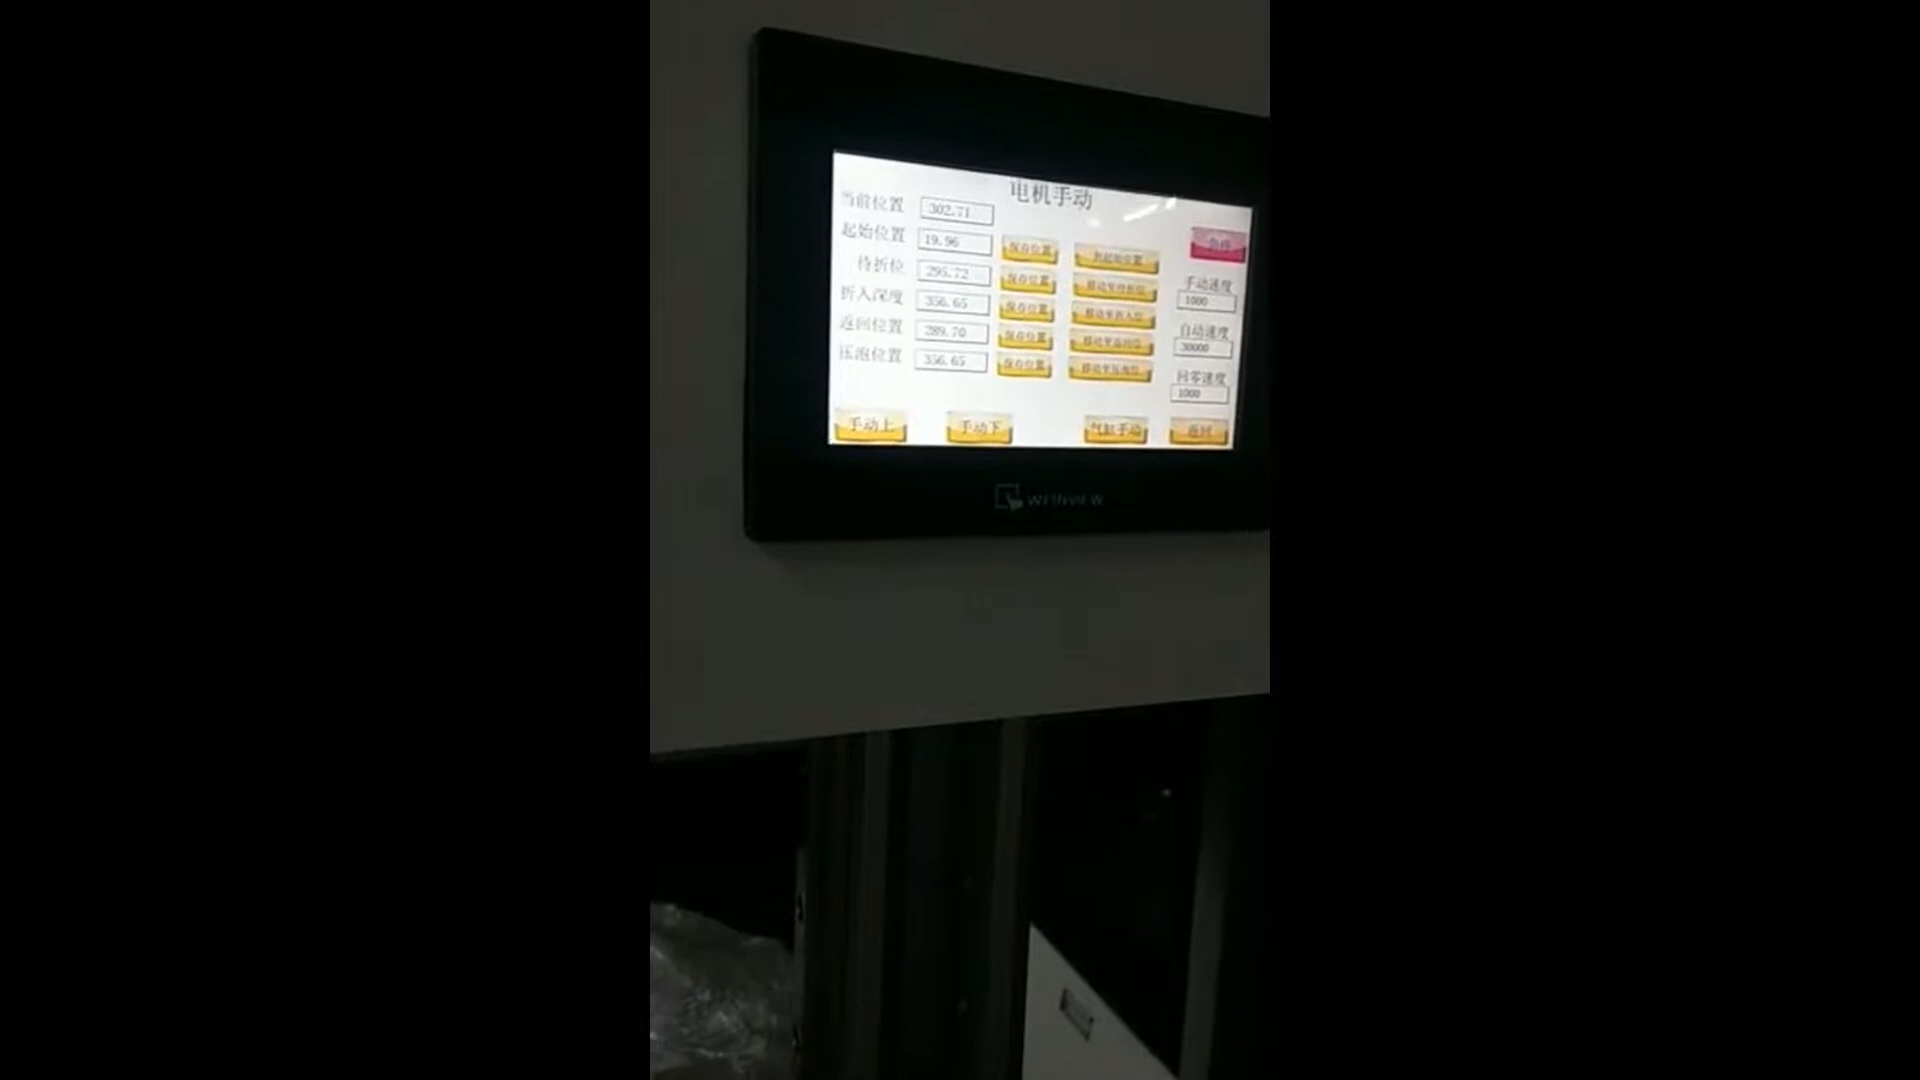 电机手动
当前位置 302.71
起始位置 19.96 保存位置 到起始位置 急停
待折位 295.72 保存位置 移动至待折位 手动速度
1000
折入深度 356.65 保存位置 移动至折入位
返回位置 289.70 保存位置 移动至返回位 自动速度
30000
压泡位置 356.65 保存位置 移动至压泡位 回零速度
1000
手动上 手动下 气缸手动 返回
WEINVIEW